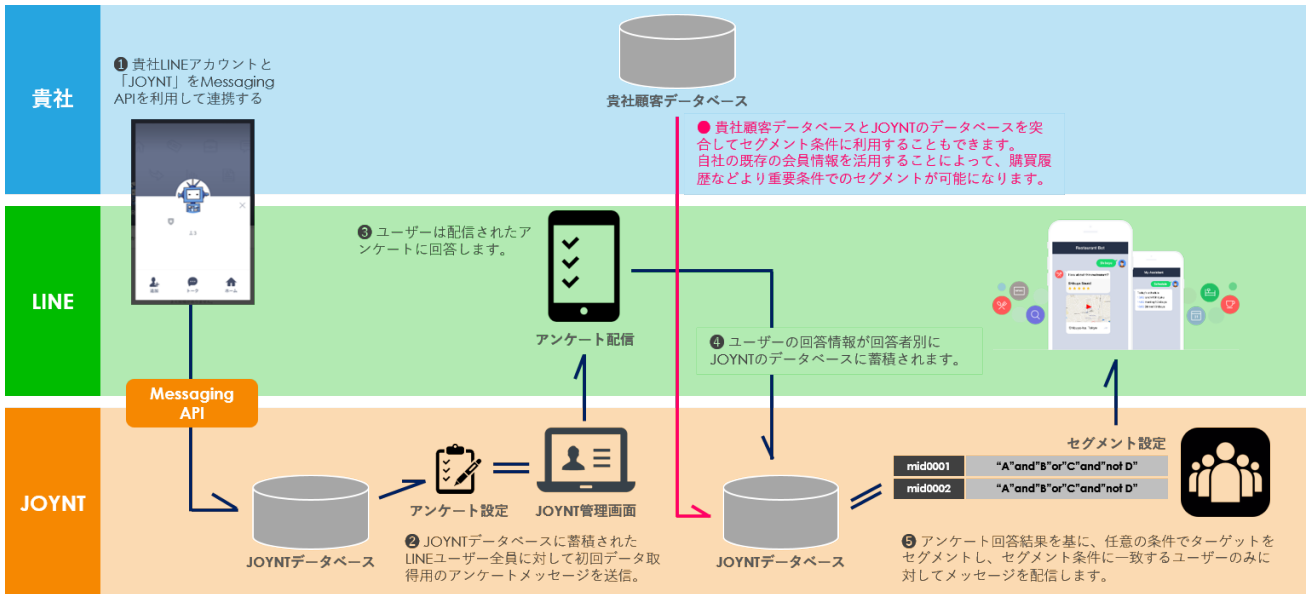 貴社
❶ 貴社LINEアカウントと
「JOYNT」をMessaging
APIを利用して連携する
貴社顧客データベース
● 貴社顧客データベースとJOYNTのデータベースを突
合してセグメント条件に利用することもできます。
自社の既存の会員情報を活用することによって、購買履
歴などより重要条件でのセグメントが可能になります。
LINE
トーク
ホーム
❸ ユーザーは配信されたア
ンケートに回答します。
アンケート配信
❹ ユーザーの回答情報が回答者別に
JOYNTのデータベースに蓄積されます。
Restaurant Bot
Messaging
API
JOYNT
JOYNTデータベース
アンケート設定
JOYNT管理画面
❷ JOYNTデータベースに蓄積された
LINEユーザー全員に対して初回データ取
得用のアンケートメッセージを送信。
JOYNTデータベース
セグメント設定
mid0001
“A”and”B”or”C”and”not D”
mid0002
“A”and”B”or”C”and”not D”
❺ アンケート回答結果を基に、任意の条件でターゲットを
セグメントし、セグメント条件に一致するユーザーのみに
対してメッセージを配信します。